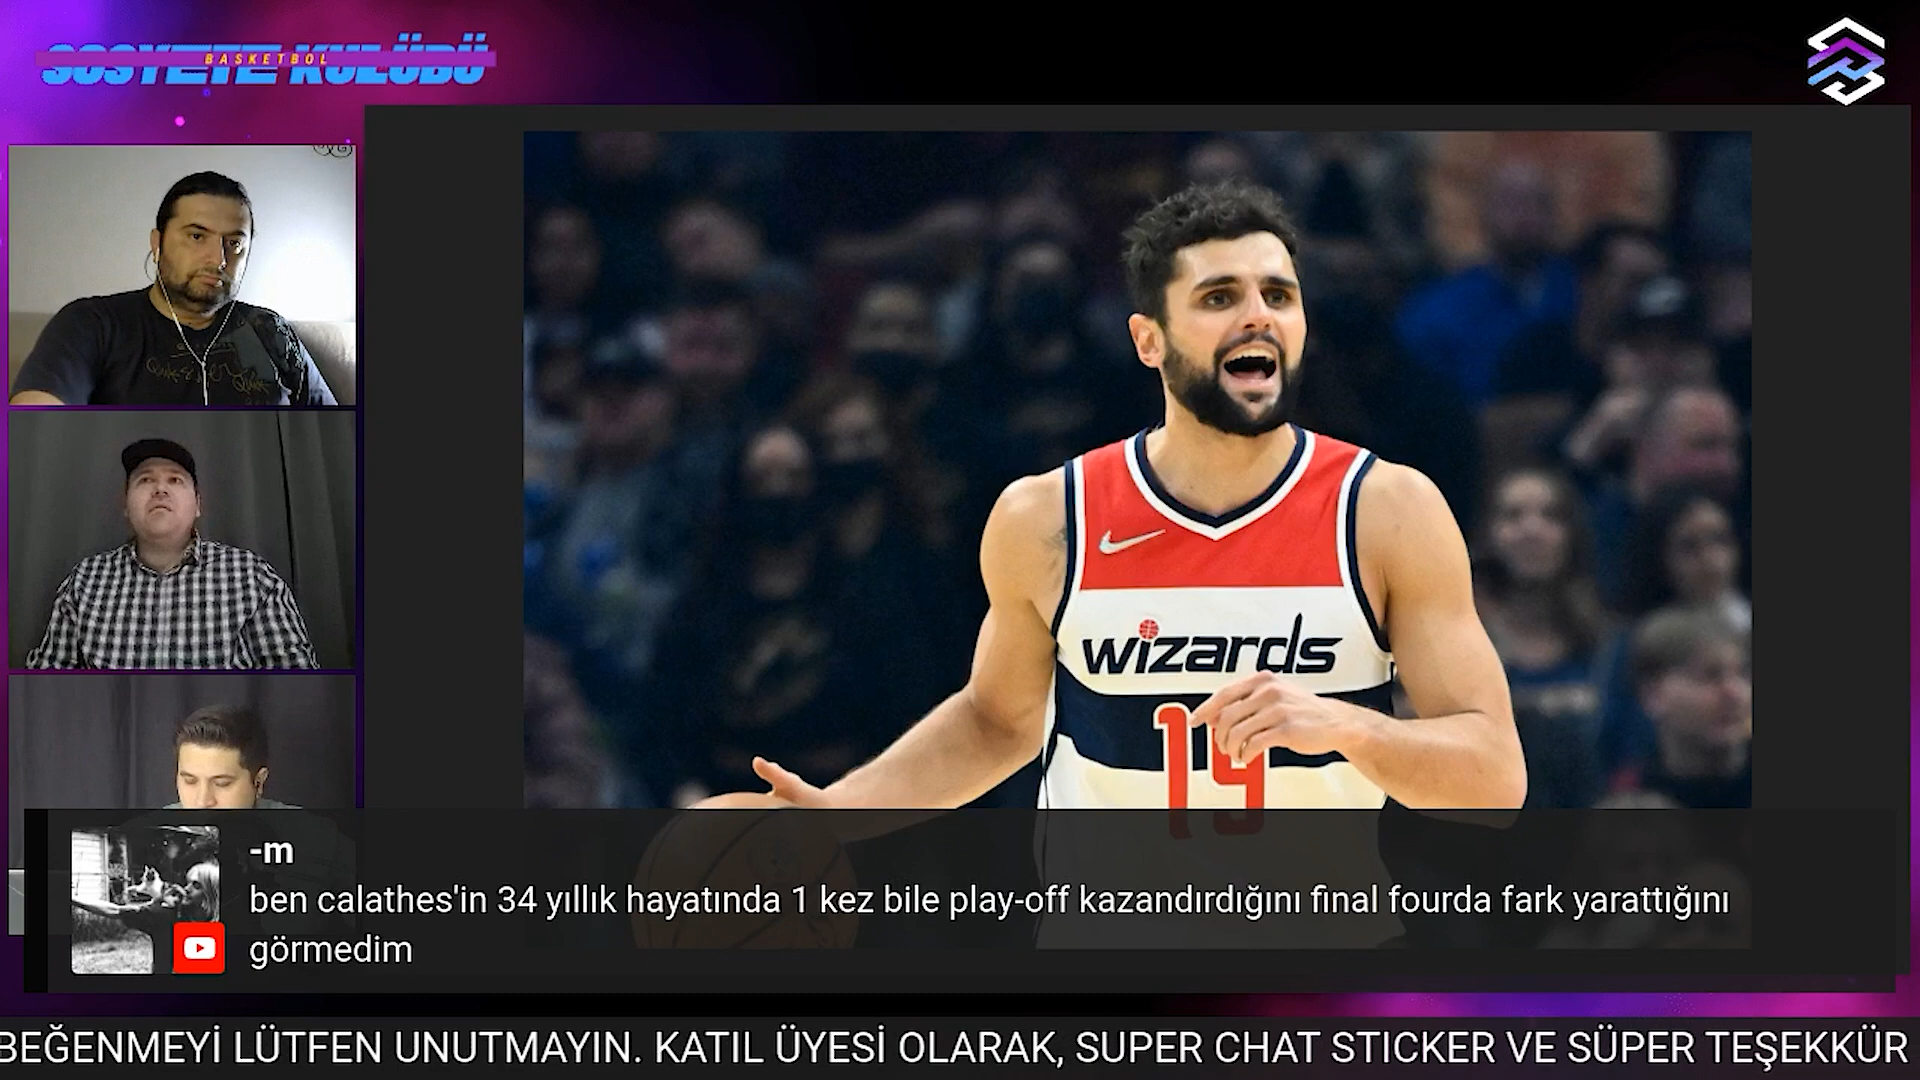 SOSYETE KULÜBÜ
BASKETBOL
wizards
19
-m
ben calathes'in 34 yıllık hayatında 1 kez bile play-off kazandırdığını final fourda fark yarattığını
görmedim
BEĞENMEYİ LÜTFEN UNUTMAYIN. KATIL ÜYESİ OLARAK, SUPER CHAT STICKER VE SÜPER TEŞEKKÜR